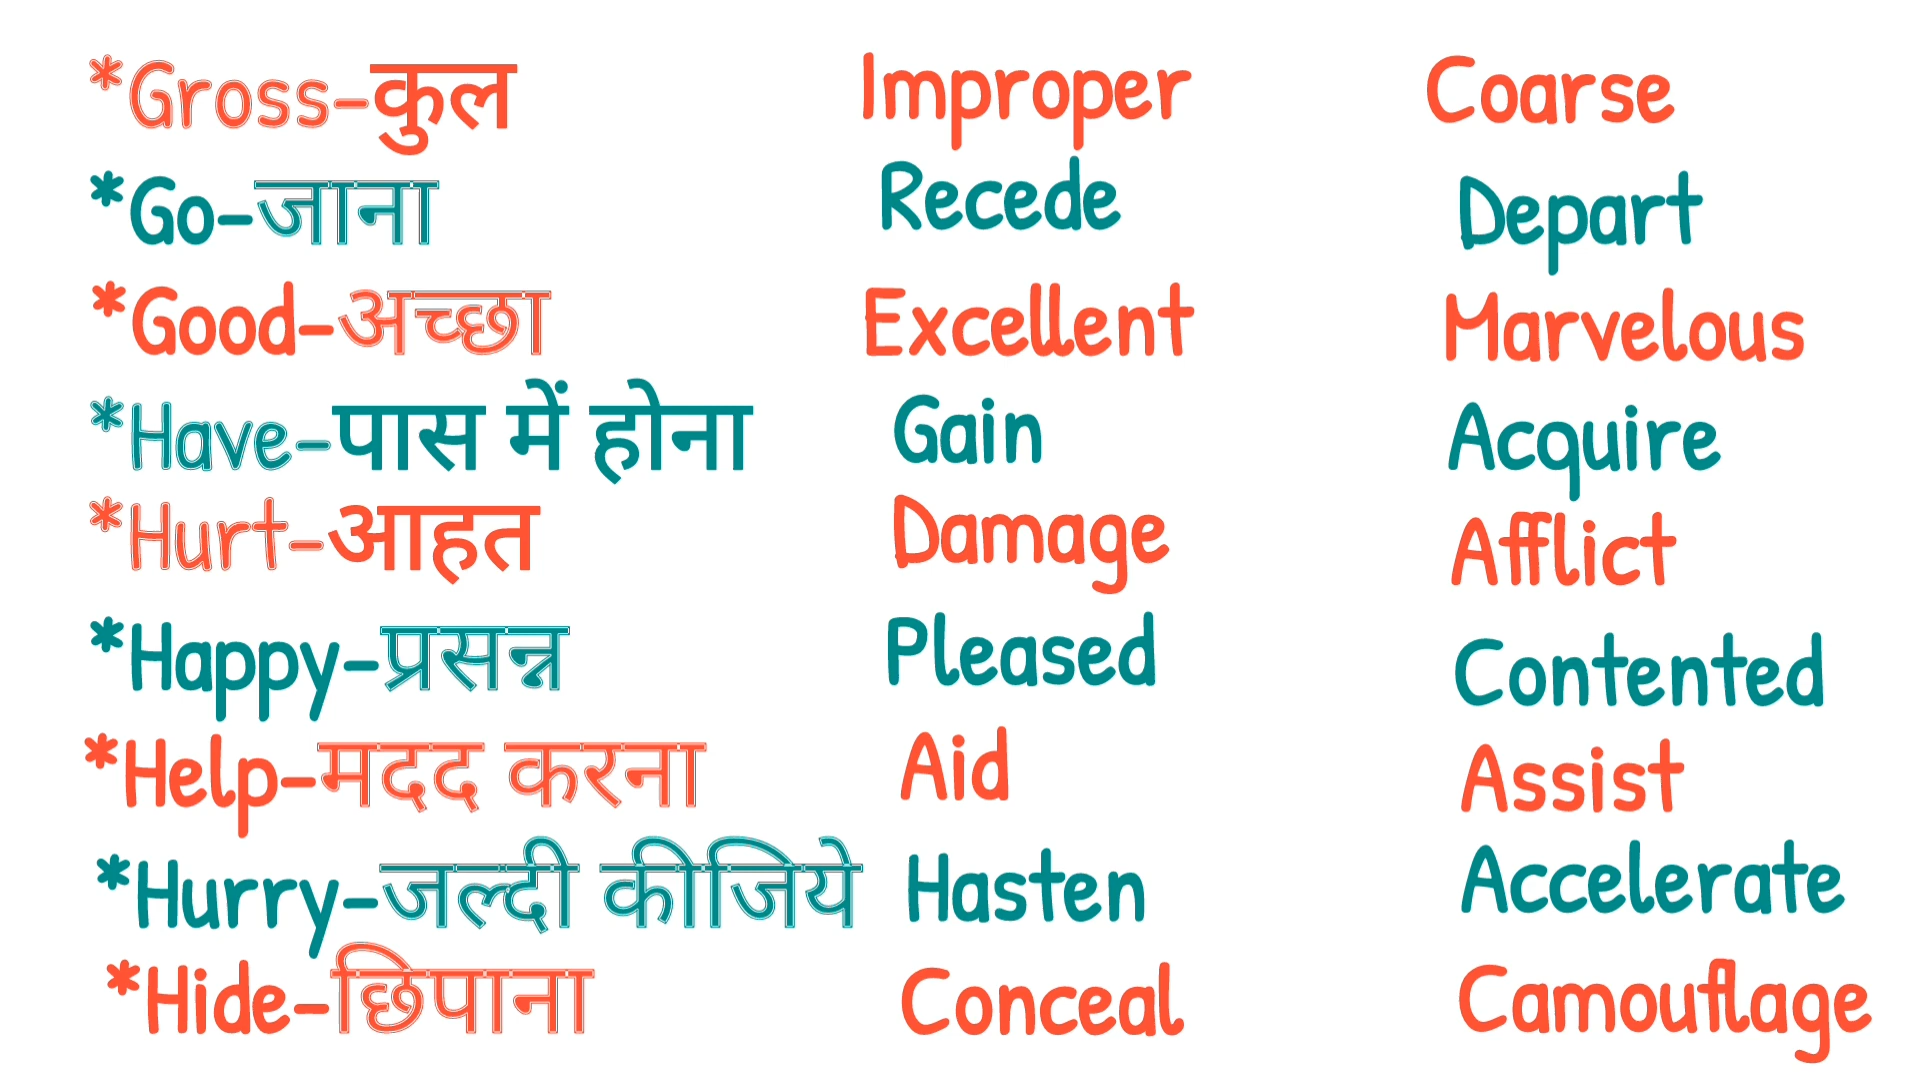 *Gross-कुल Improper Coarse
*Go-जाना Recede Depart
*Good-अच्छा Excellent Marvelous
*Have-पास में होना Gain Acquire
*Hurt-आहत Damage Afflict
*Happy-प्रसन्न Pleased Contented
*Help-मदद करना Aid Assist
*Hurry-जल्दी कीजिये Hasten Accelerate
*Hide-छिपाना Conceal Camouflage